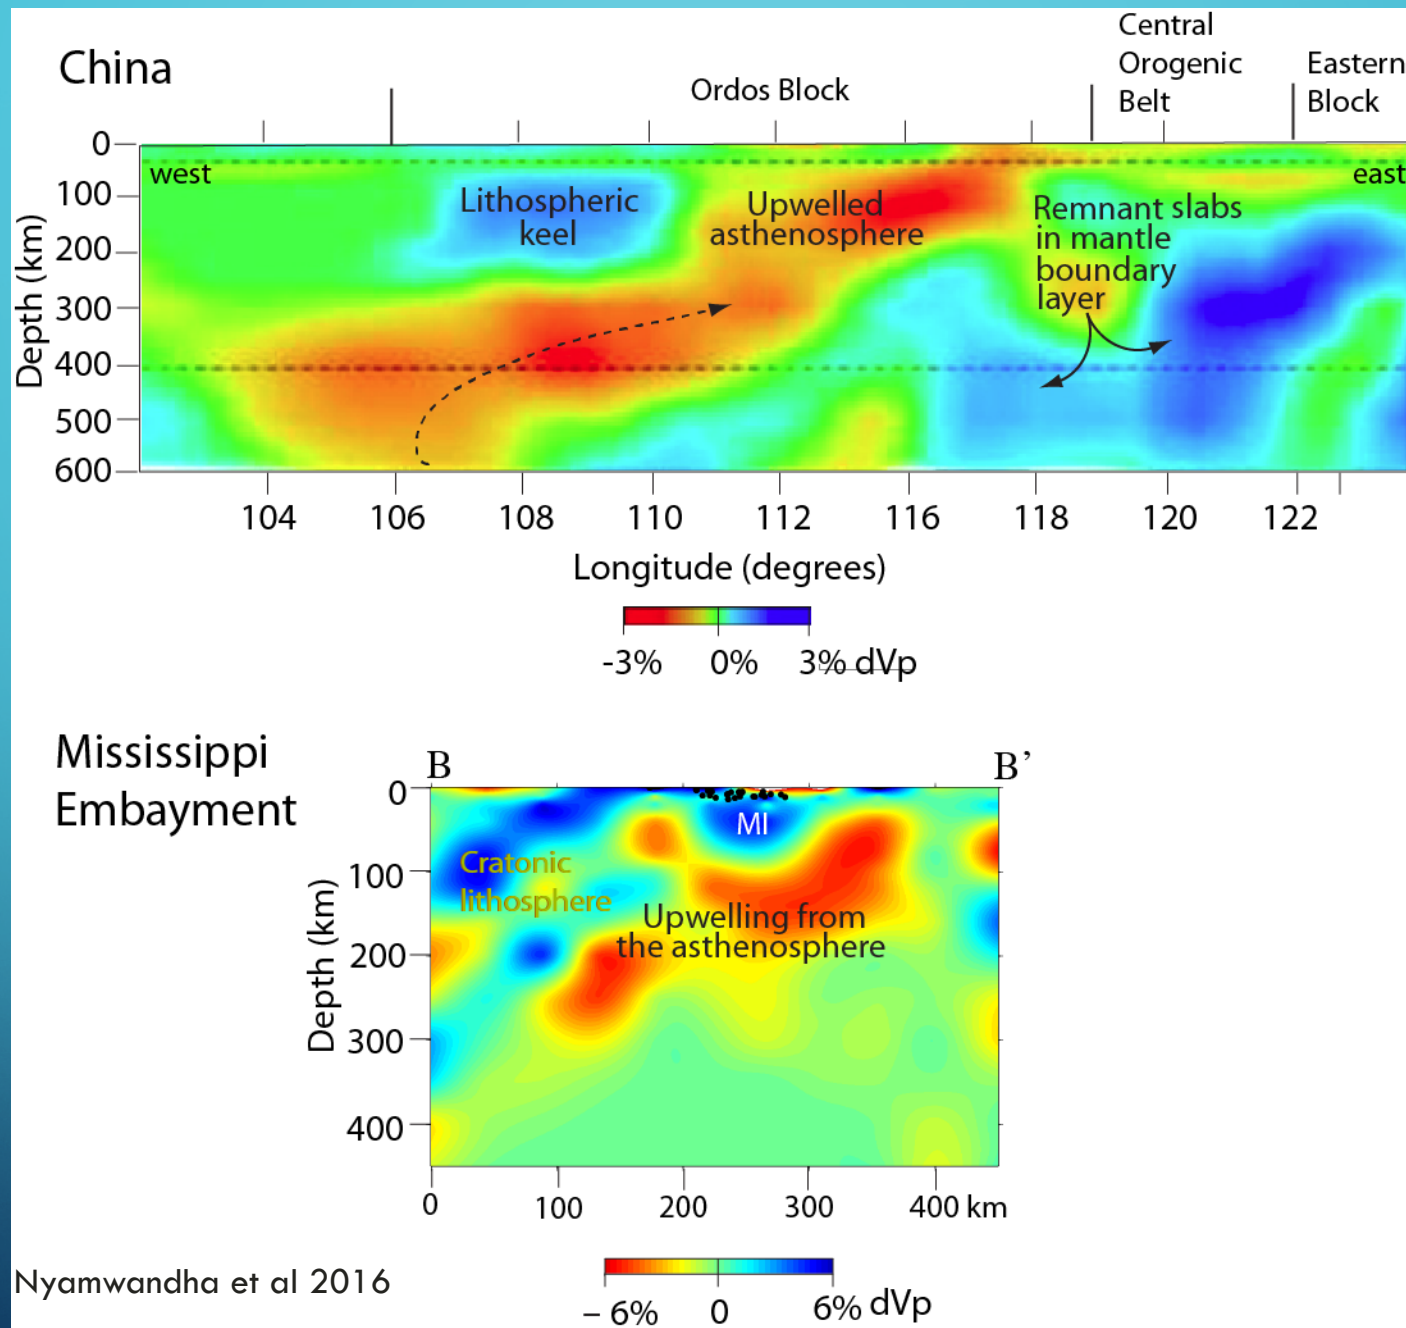 China
Ordos Block
Central
Orogenic
Belt
Eastern
Block
Depth (km)
0
100
200
300
400
500
600
west
east
Lithospheric
keel
Upwelled
asthenosphere
Remnant slabs
in mantle
boundary
layer
104 106 108 110 112 114 116 118 120 122
Longitude (degrees)
-3% 0% 3% dVp
Mississippi
Embayment
B B’
Depth (km)
0
100
200
300
400
MI
Cratonic
lithosphere
Upwelling from
the asthenosphere
0 100 200 300 400 km
– 6% 0 6% dVp
Nyamwandha et al 2016